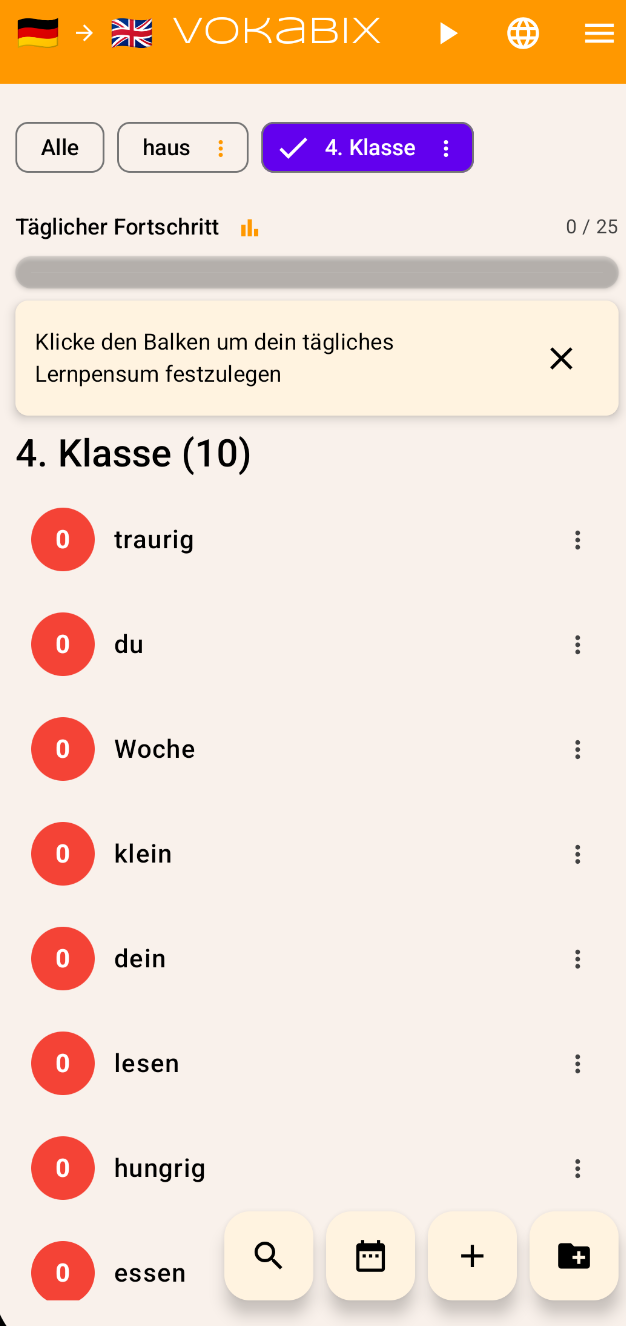 VOKABIX
Alle
haus
4. Klasse
Täglicher Fortschritt
0 / 25
Klicke den Balken um dein tägliches
Lernpensum festzulegen
4. Klasse (10)
0 traurig
0 du
0 Woche
0 klein
0 dein
0 lesen
0 hungrig
0 essen